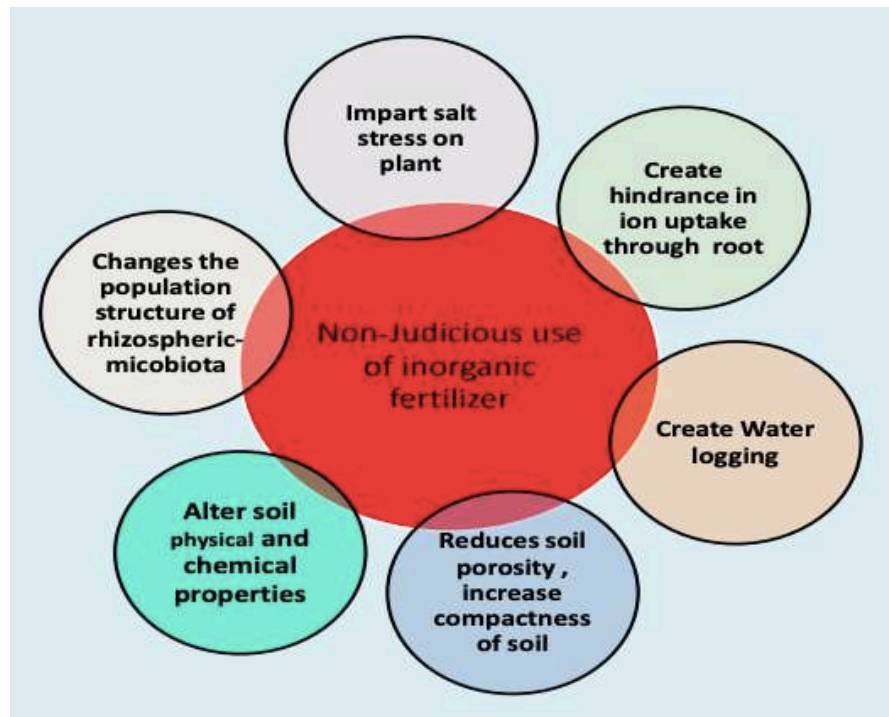 Impart salt
stress on
plant
Create
hindrance in
ion uptake
through root
Changes the
population
structure of
rhizospheric-
micobiota
Non-Judicious use
of inorganic
fertilizer
Create Water
logging
Alter soil
physical and
chemical
properties
Reduces soil
porosity ,
increase
compactness
of soil